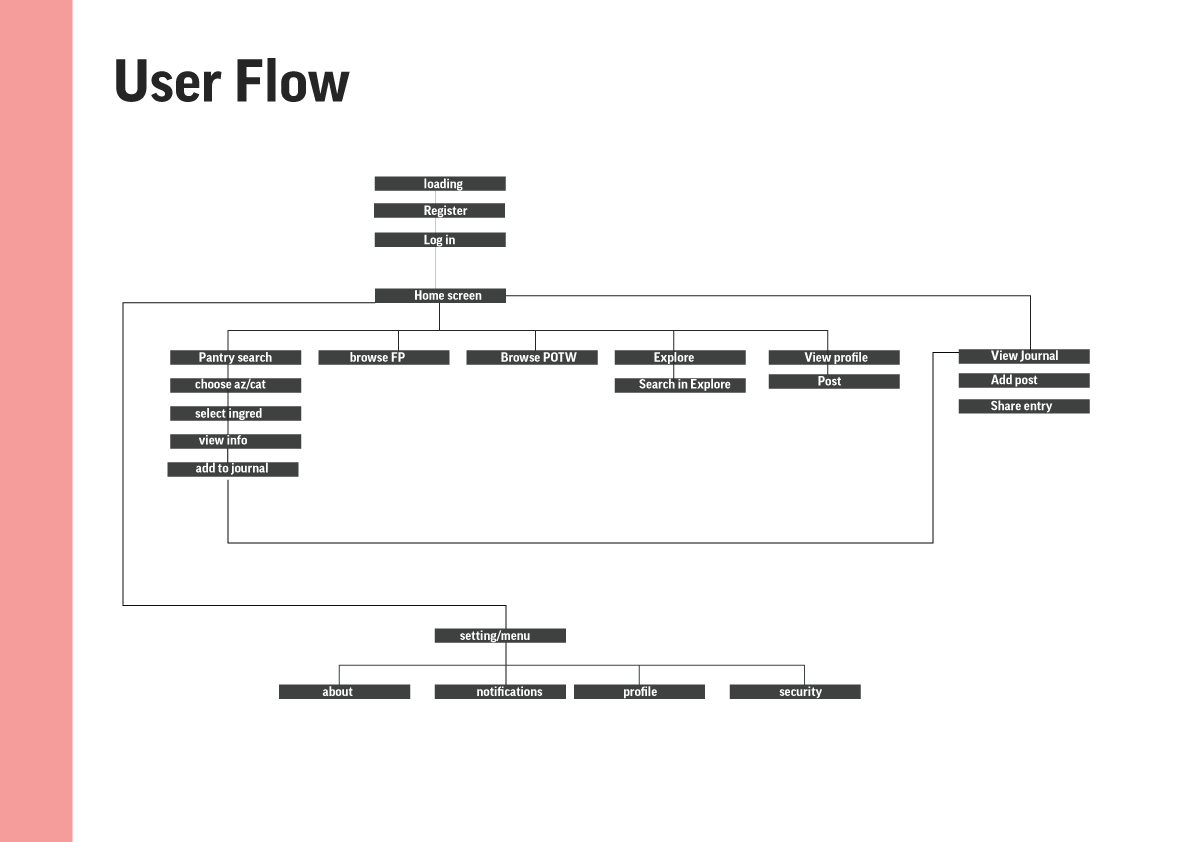 User Flow
loading
Register
Log in
Home screen
Pantry search
choose az/cat
select ingred
view info
add to journal
browse FP
Browse POTW
Explore
Search in Explore
View profile
Post
View Journal
Add post
Share entry
setting/menu
about
notifications
profile
security